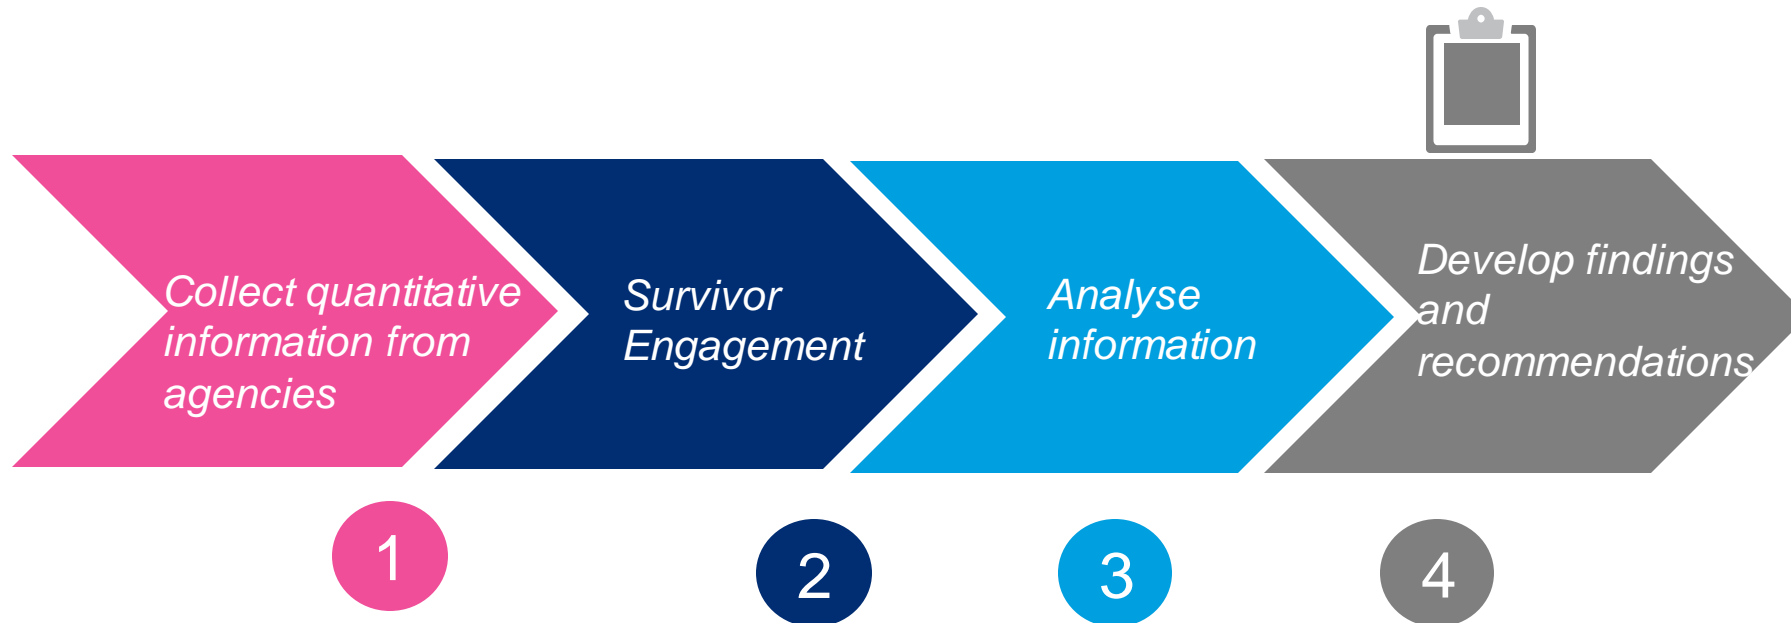 Collect quantitative
information from
agencies
Survivor
Engagement
Analyse
information
Develop findings
and
recommendations
1
2
3
4